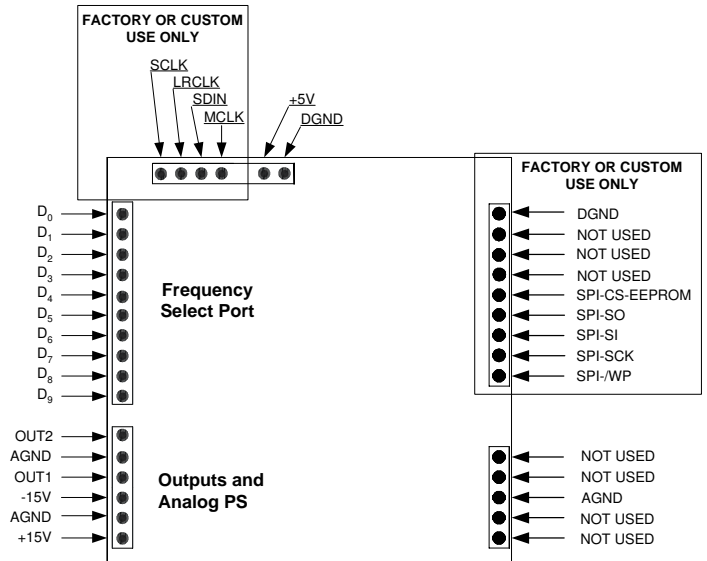 FACTORY OR CUSTOM
USE ONLY
SCLK
LRCLK
SDIN
MCLK
+5V
DGND
FACTORY OR CUSTOM
USE ONLY
D0
D1
D2
D3
D4
D5
D6
D7
D8
D9
Frequency
Select Port
DGND
NOT USED
NOT USED
NOT USED
SPI-CS-EEPROM
SPI-SO
SPI-SI
SPI-SCK
SPI-/WP
OUT2
AGND
OUT1
-15V
AGND
+15V
Outputs and
Analog PS
NOT USED
NOT USED
AGND
NOT USED
NOT USED